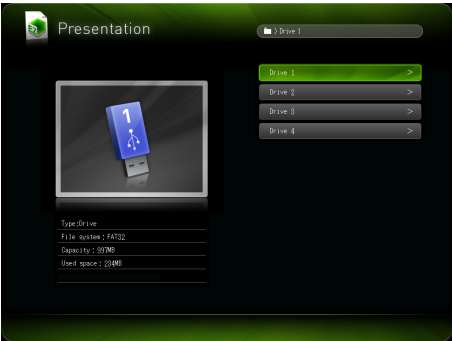 Presentation
> Drive 1
Drive 1 >
Drive 2 >
Drive 3 >
Drive 4 >
1
Type:Drive
File system : FAT32
Capacity : 997MB
Used space : 234MB